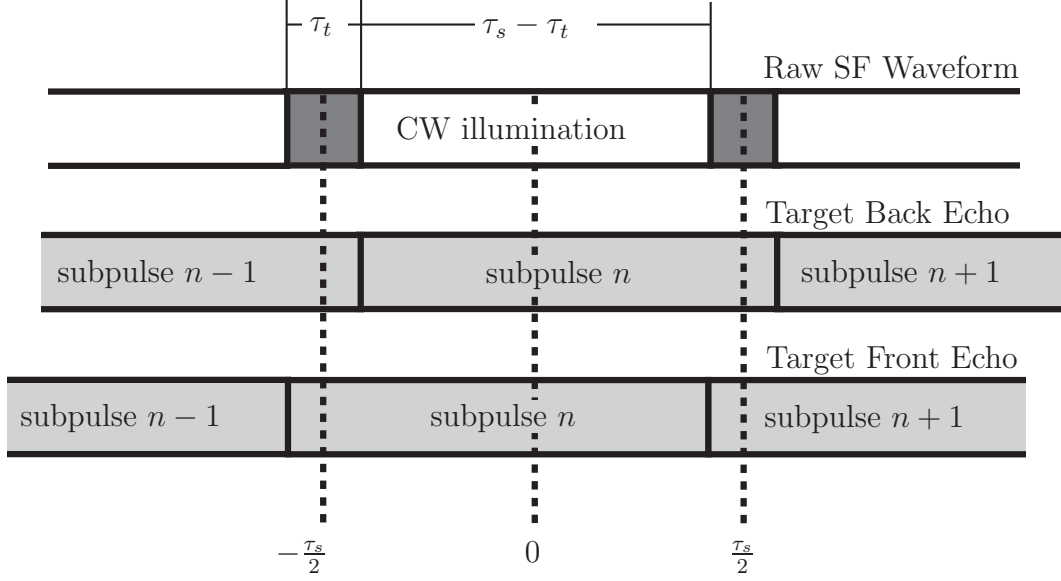 τ_t
τ_s − τ_t
Raw SF Waveform
CW illumination
Target Back Echo
subpulse n − 1
subpulse n
subpulse n + 1
Target Front Echo
subpulse n − 1
subpulse n
subpulse n + 1
−τ_s/2
0
τ_s/2